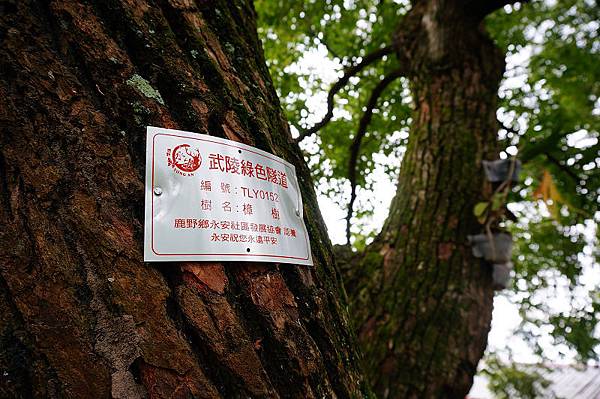 武陵綠色隧道
編 號:TLY0152
樹 名:樟 樹
鹿野鄉永安社區發展協會 認養
永安祝您永遠平安